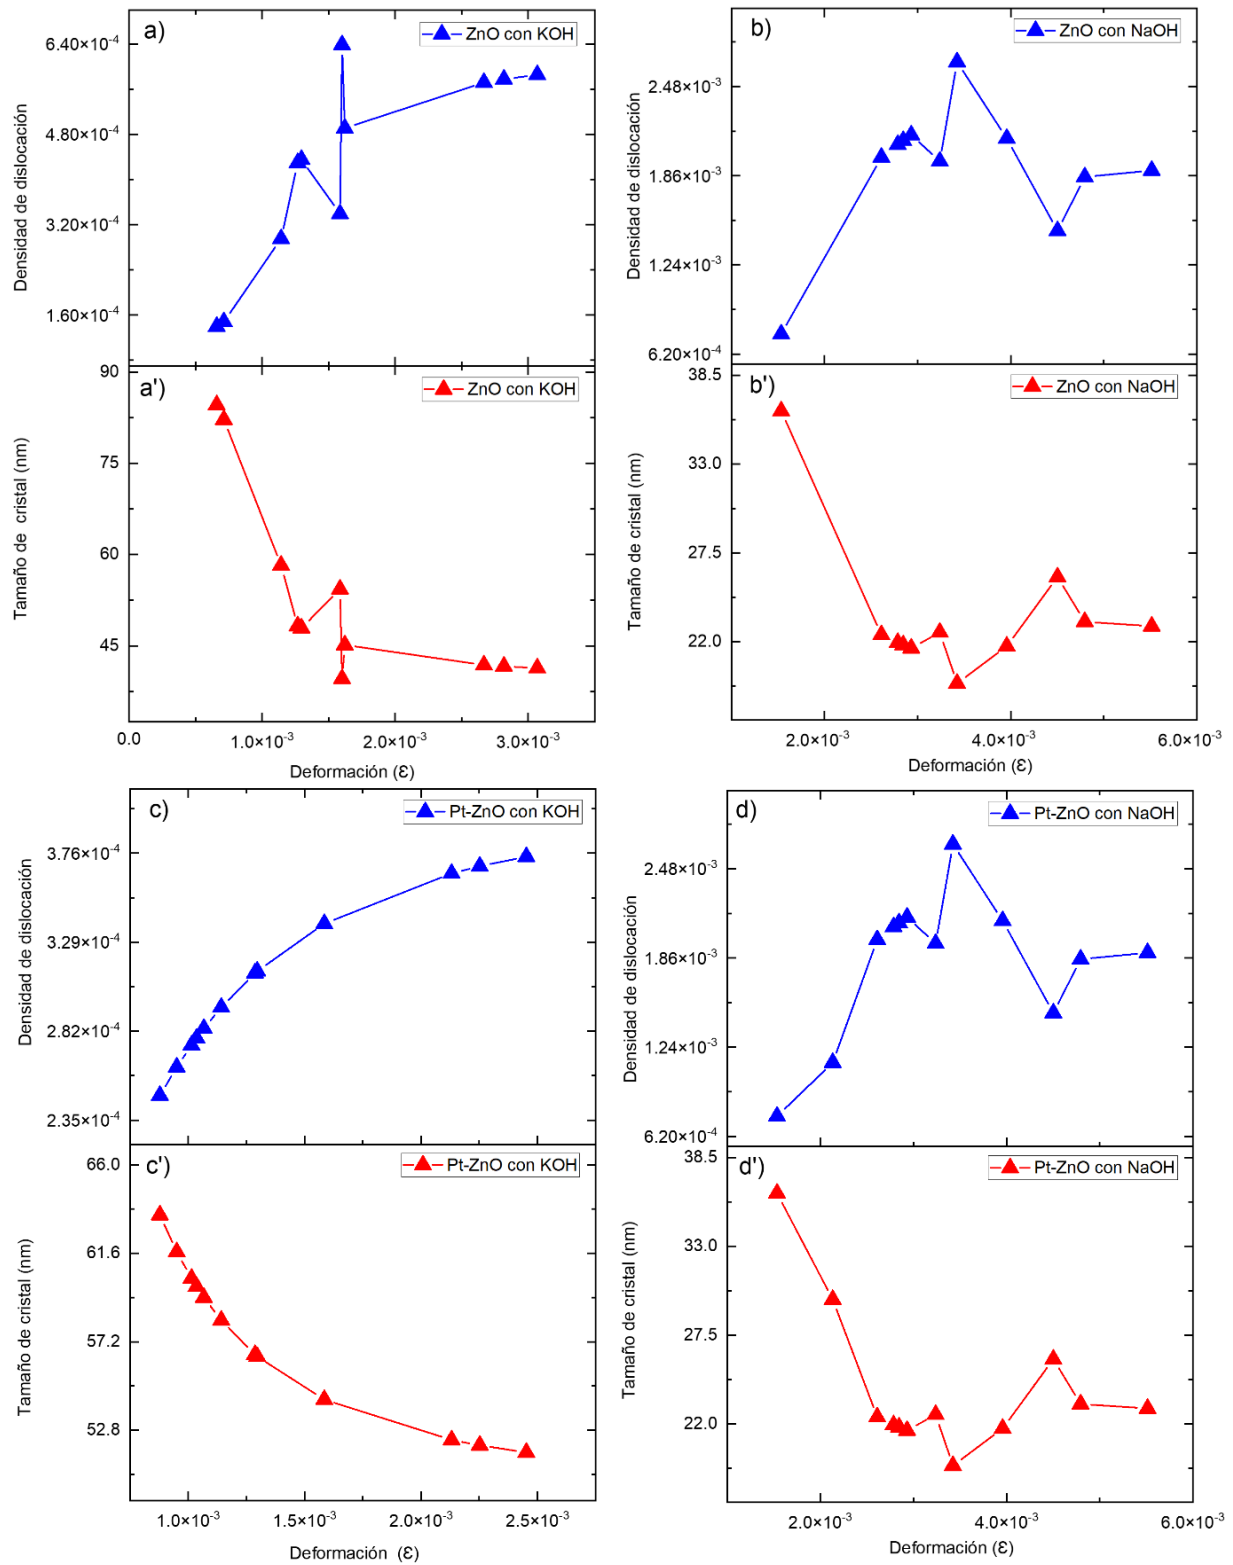 a)
ZnO con KOH
6.40×10⁻⁴
4.80×10⁻⁴
3.20×10⁻⁴
1.60×10⁻⁴
Densidad de dislocación
a')
ZnO con KOH
90
75
60
45
Tamaño de cristal (nm)
0.0
1.0×10⁻³
2.0×10⁻³
3.0×10⁻³
Deformación (ε)
b)
ZnO con NaOH
2.48×10⁻³
1.86×10⁻³
1.24×10⁻³
6.20×10⁻⁴
Densidad de dislocación
b')
ZnO con NaOH
38.5
33.0
27.5
22.0
Tamaño de cristal (nm)
2.0×10⁻³
4.0×10⁻³
6.0×10⁻³
Deformación (ε)
c)
Pt-ZnO con KOH
3.76×10⁻⁴
3.29×10⁻⁴
2.82×10⁻⁴
2.35×10⁻⁴
Densidad de dislocación
c')
Pt-ZnO con KOH
66.0
61.6
57.2
52.8
Tamaño de cristal (nm)
1.0×10⁻³
1.5×10⁻³
2.0×10⁻³
2.5×10⁻³
Deformación (ε)
d)
Pt-ZnO con NaOH
2.48×10⁻³
1.86×10⁻³
1.24×10⁻³
6.20×10⁻⁴
Densidad de dislocación
d')
Pt-ZnO con NaOH
38.5
33.0
27.5
22.0
Tamaño de cristal (nm)
2.0×10⁻³
4.0×10⁻³
6.0×10⁻³
Deformación (ε)